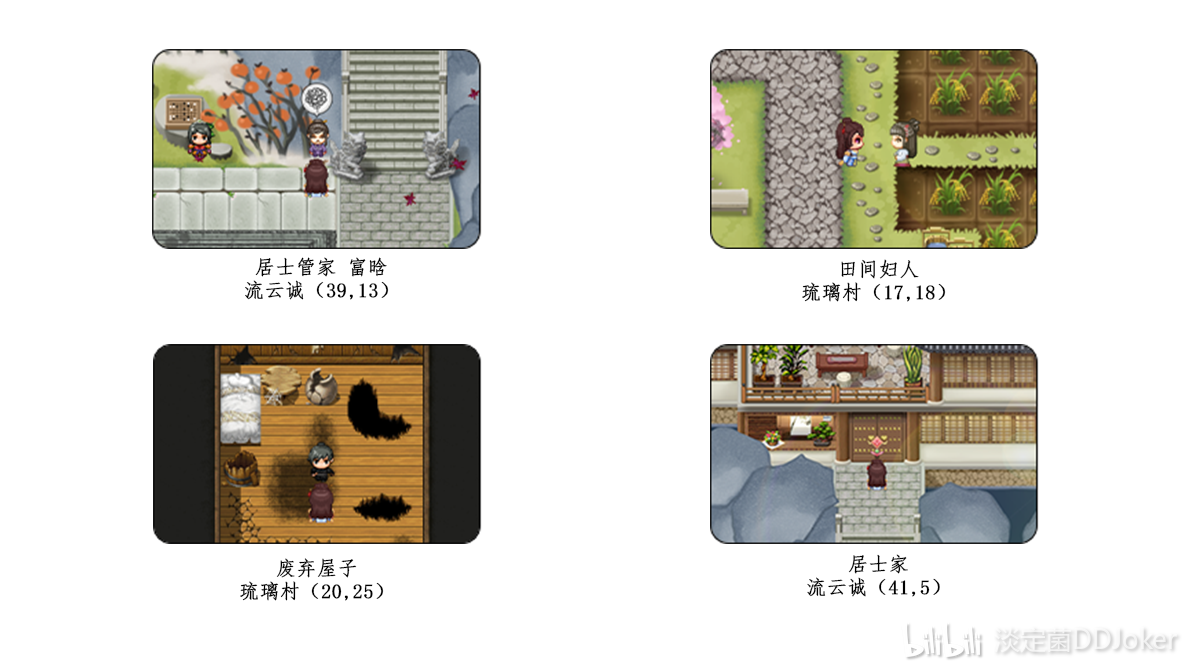 居士管家 富晗
流云诚（39,13）
田间妇人
琉璃村（17,18）
废弃屋子
琉璃村（20,25）
居士家
流云诚（41,5）
bilibili 淡定菌DDJoker